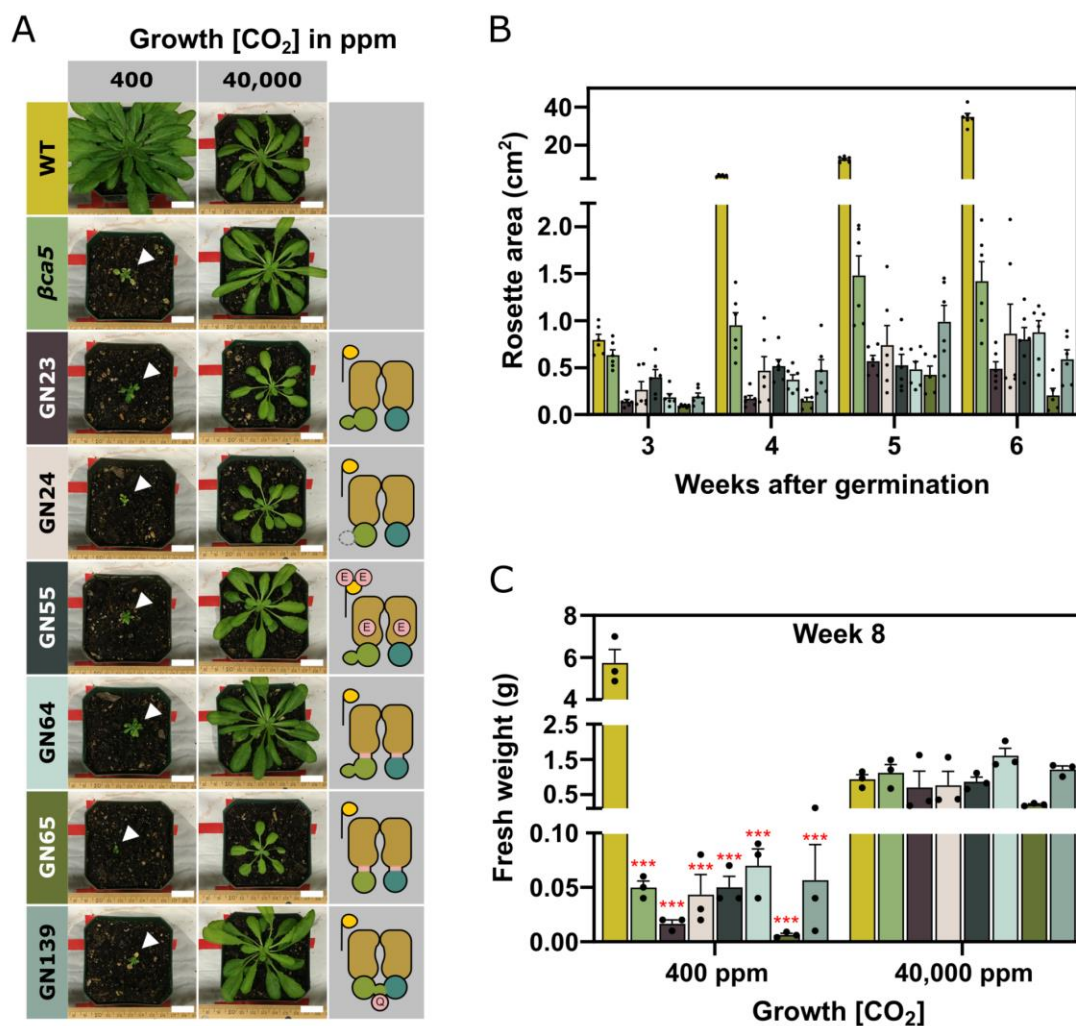 A
Growth [CO₂] in ppm
400
40,000
WT
βca5
GN23
GN24
GN55
E E
E E
GN64
GN65
GN139
Q
B
Rosette area (cm²)
40
20
2.0
1.5
1.0
0.5
0.0
3 4 5 6
Weeks after germination
C
Week 8
Fresh weight (g)
8
6
4
2.5
1.5
0.5
0.10
0.05
0.00
*** *** *** *** *** *** ***
400 ppm 40,000 ppm
Growth [CO₂]